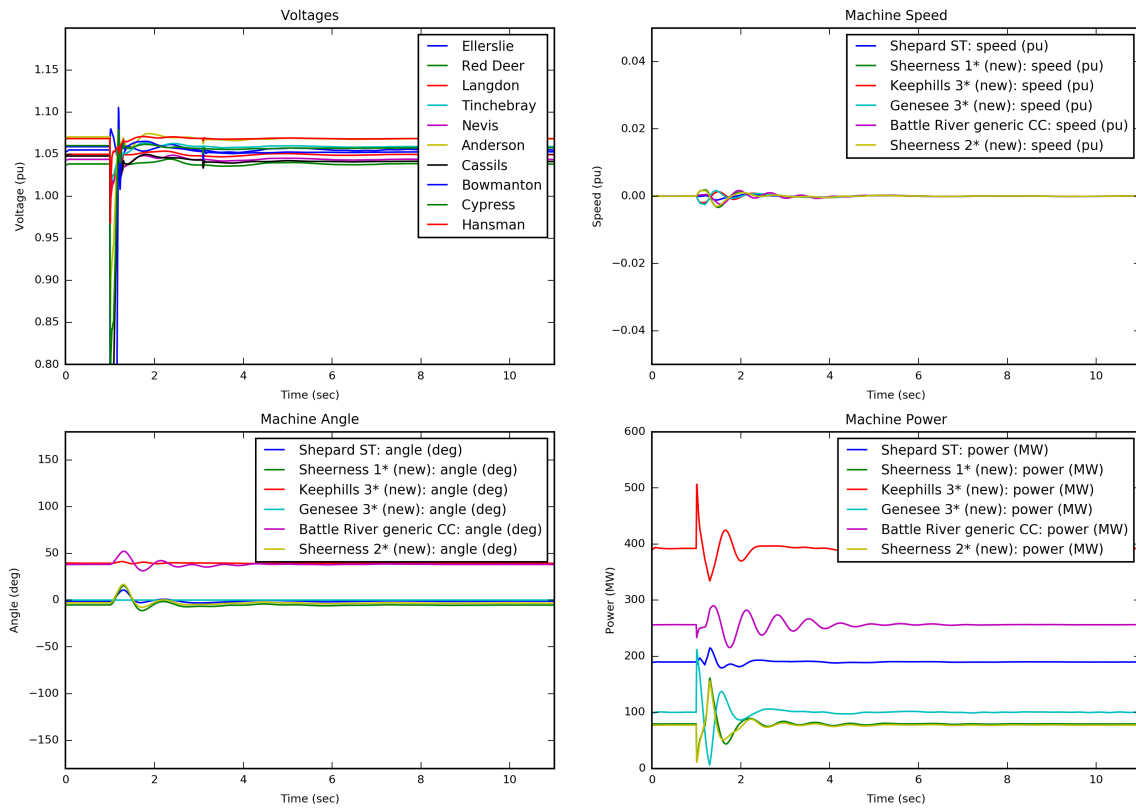 Voltages
1.15
1.10
1.05
1.00
0.95
0.90
0.85
0.80
Voltage (pu)
0 2 4 6 8 10
Time (sec)
Ellerslie
Red Deer
Langdon
Tinchebray
Nevis
Anderson
Cassils
Bowmanton
Cypress
Hansman
Machine Speed
0.04
0.02
0.00
−0.02
−0.04
Speed (pu)
0 2 4 6 8 10
Time (sec)
Shepard ST: speed (pu)
Sheerness 1* (new): speed (pu)
Keephills 3* (new): speed (pu)
Genesee 3* (new): speed (pu)
Battle River generic CC: speed (pu)
Sheerness 2* (new): speed (pu)
Machine Angle
150
100
50
0
−50
−100
−150
Angle (deg)
0 2 4 6 8 10
Time (sec)
Shepard ST: angle (deg)
Sheerness 1* (new): angle (deg)
Keephills 3* (new): angle (deg)
Genesee 3* (new): angle (deg)
Battle River generic CC: angle (deg)
Sheerness 2* (new): angle (deg)
Machine Power
600
500
400
300
200
100
0
Power (MW)
0 2 4 6 8 10
Time (sec)
Shepard ST: power (MW)
Sheerness 1* (new): power (MW)
Keephills 3* (new): power (MW)
Genesee 3* (new): power (MW)
Battle River generic CC: power (MW)
Sheerness 2* (new): power (MW)